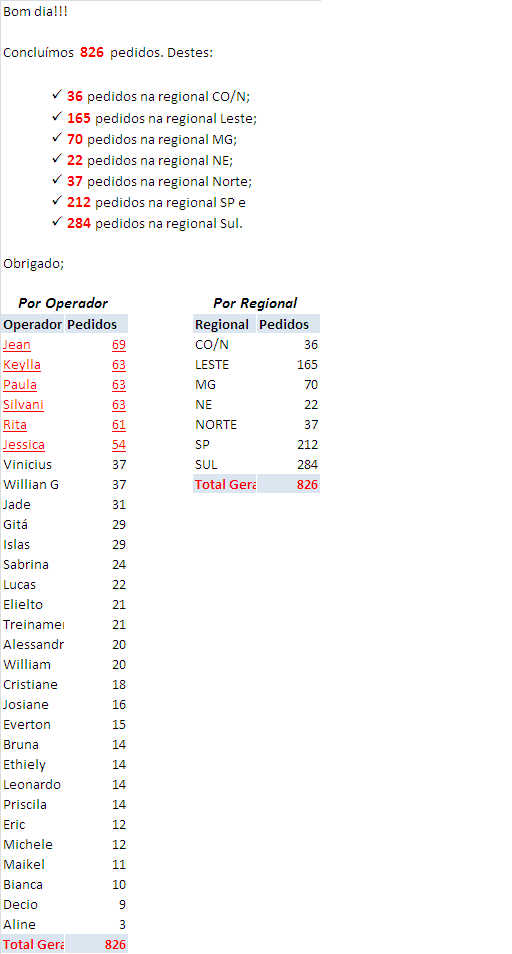 Bom dia!!!
Concluímos 826 pedidos. Destes:
✓ 36 pedidos na regional CO/N;
✓ 165 pedidos na regional Leste;
✓ 70 pedidos na regional MG;
✓ 22 pedidos na regional NE;
✓ 37 pedidos na regional Norte;
✓ 212 pedidos na regional SP e
✓ 284 pedidos na regional Sul.
Obrigado;
Por Operador
Operador Pedidos
Jean 69
Keylla 63
Paula 63
Silvani 63
Rita 61
Jessica 54
Vinicius 37
Willian G 37
Jade 31
Gitá 29
Islas 29
Sabrina 24
Lucas 22
Elielto 21
Treinamen 21
Alessandr 20
William 20
Cristiane 18
Josiane 16
Everton 15
Bruna 14
Ethiely 14
Leonardo 14
Priscila 14
Eric 12
Michele 12
Maikel 11
Bianca 10
Decio 9
Aline 3
Total Gera 826
Por Regional
Regional Pedidos
CO/N 36
LESTE 165
MG 70
NE 22
NORTE 37
SP 212
SUL 284
Total Gera 826